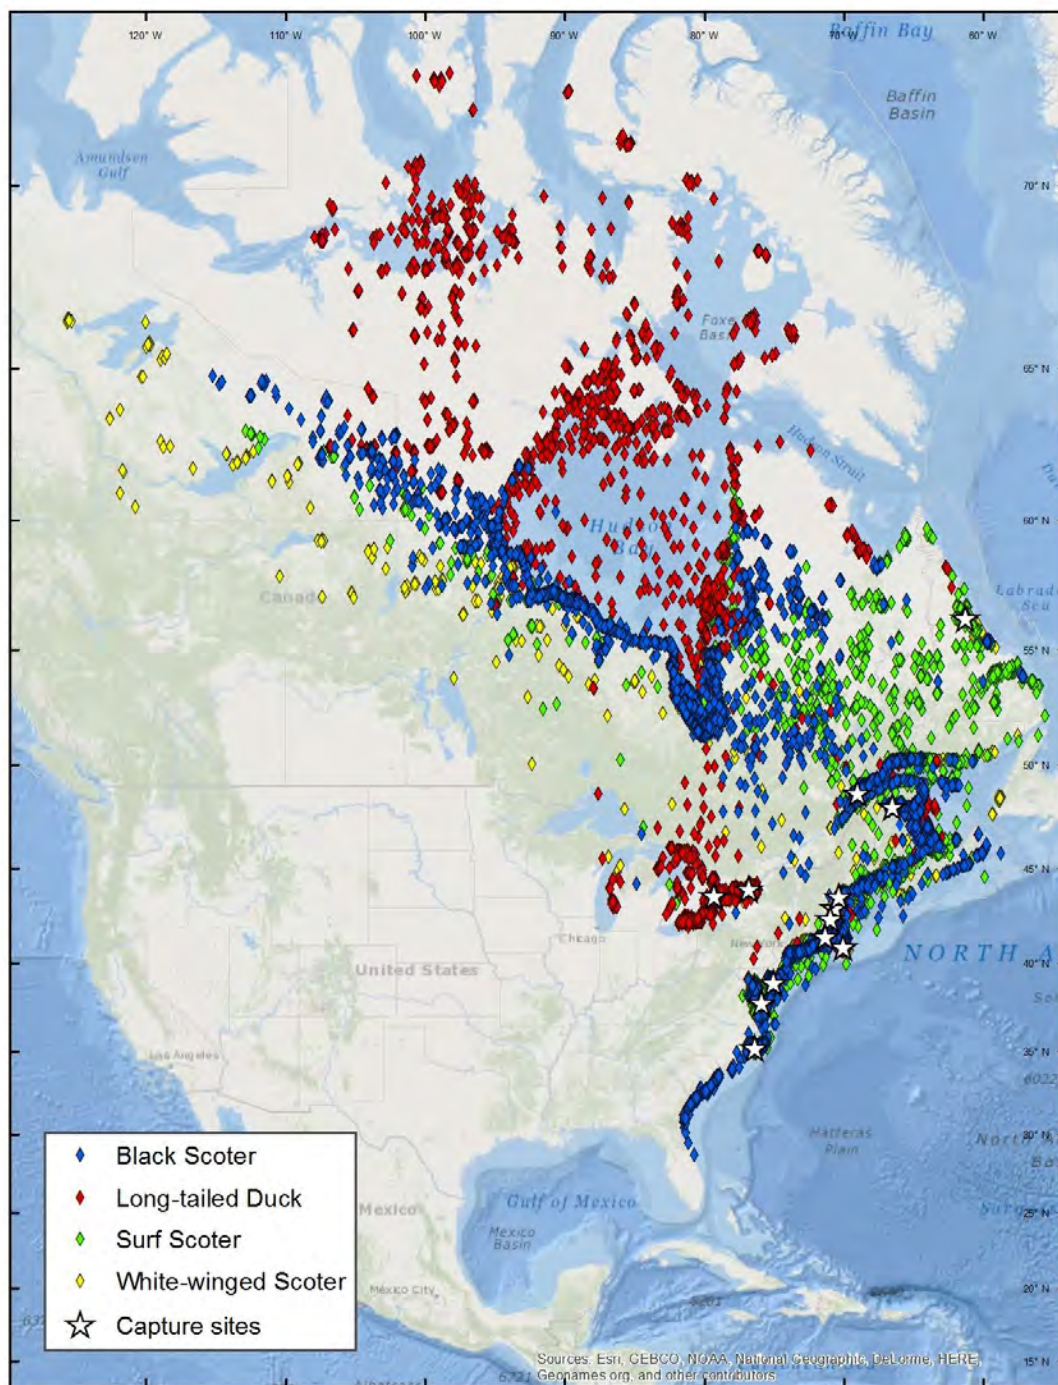 120° W 110° W 100° W 90° W 80° W 70° W 60° W
Baffin Bay
Baffin
Basin
Amundsen
Gulf
70° N
Foxe
Basin
65° N
Hudson Strait
60° N
Hudson
Bay
Canada
Labrador
Sea
55° N
50° N
45° N
Chicago
New York
NORTH A
40° N
United States
Los Angeles
35° N
6022
Hatteras
Plain
30° N
North A
Ba
Gulf of Mexico
Mexico
25° N
Mexico
Basin
México City
20° N
15° N
Black Scoter
Long-tailed Duck
Surf Scoter
White-winged Scoter
Capture sites
Sources: Esri, GEBCO, NOAA, National Geographic, DeLorme, HERE,
Geonames.org, and other contributors